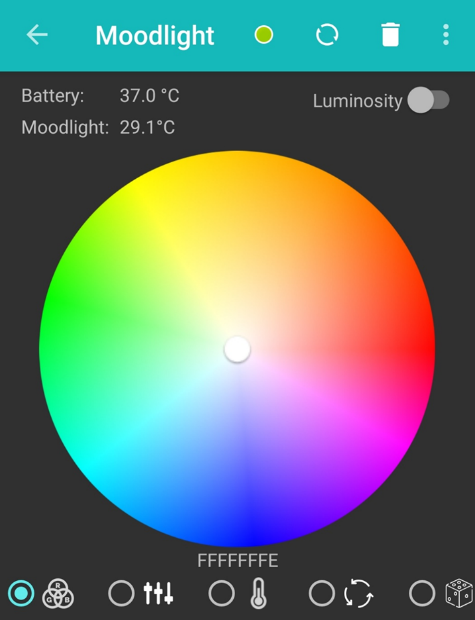 Moodlight
Battery: 37.0 °C
Luminosity
Moodlight: 29.1°C
FFFFFFFE
R
G B